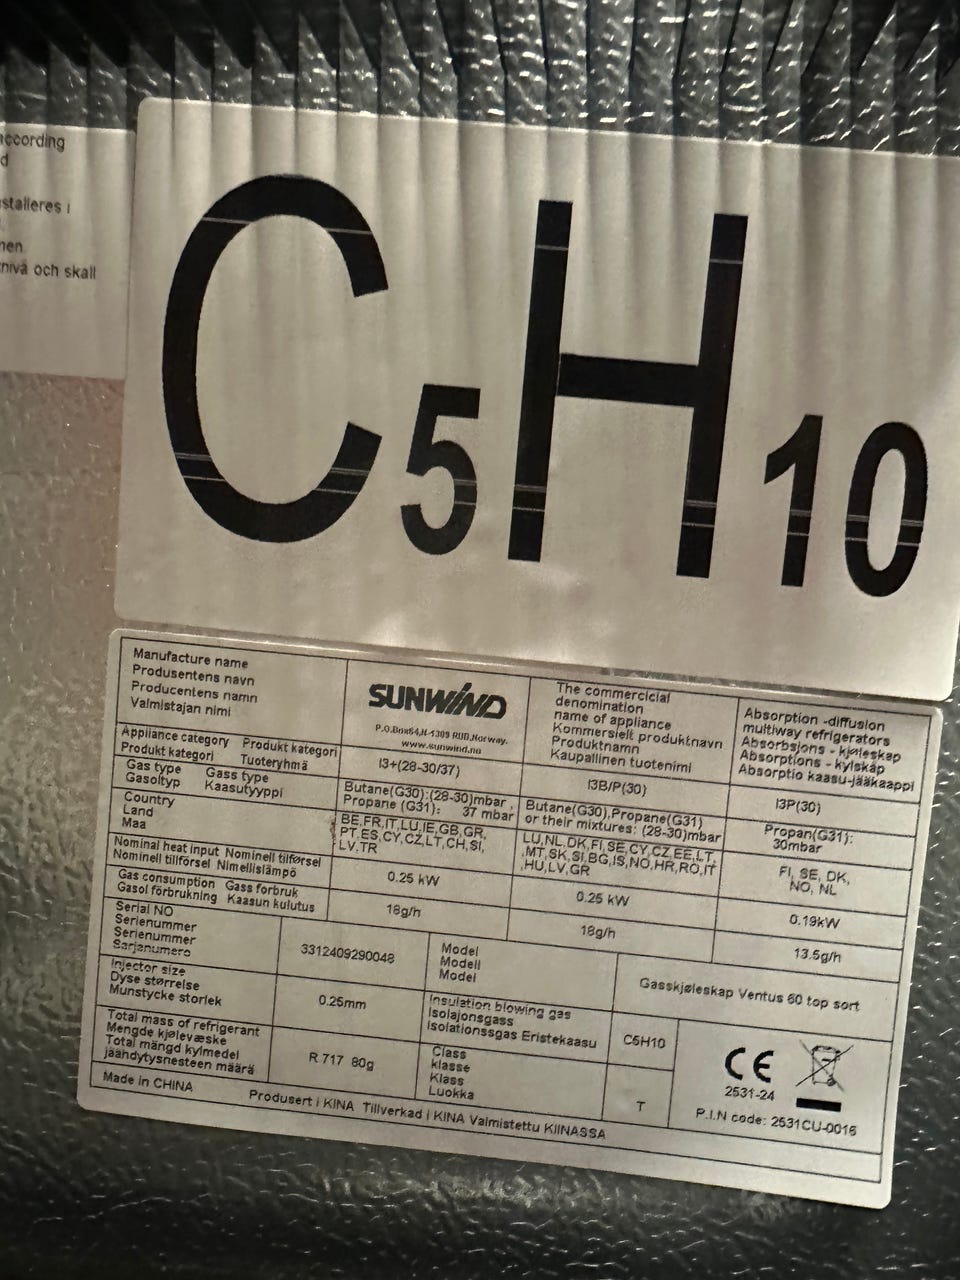 according
d
stalleres i
men
nivå och skall
C5H10
Manufacture name
Produsentens navn
Producentens namn
Valmistajan nimi
SUNWIND
P.O.Box64,N-1309 RUD,Norway.
www.sunwind.no
The commercicial
denomination
name of appliance
Kommersielt produktnavn
Produktnamn
Kaupallinen tuotenimi
Absorption -diffusion
multiway refrigerators
Absorbsjons - kjøleskap
Absorptions - kylskåp
Absorptio kaasu-jääkaappi
Appliance category Produkt kategori
Produkt kategori Tuoteryhmä
I3+(28-30/37)
I3B/P(30)
I3P(30)
Gas type Gass type
Gasoltyp Kaasutyyppi
Butane(G30):(28-30)mbar ,
Propane (G31): 37 mbar
Butane(G30),Propane(G31)
or their mixtures: (28-30)mbar
Propan(G31):
30mbar
Country
Land
Maa
BE,FR,IT,LU,IE,GB,GR,
PT,ES,CY,CZ,LT,CH,SI,
LV,TR
LU,NL,DK,FI,SE,CY,CZ,EE,LT,
,MT,SK,SI,BG,IS,NO,HR,RO,IT
,HU,LV,GR
FI, SE, DK,
NO, NL
Nominal heat input Nominell tilførsel
Nominell tillförsel Nimellislämpö
0.25 kW
0.25 kW
0.19kW
Gas consumption Gass forbruk
Gasol förbrukning Kaasun kulutus
18g/h
18g/h
13.5g/h
Serial NO
Serienummer
Serienummer
Sarjanumero
3312409290048
Model
Modell
Model
Gasskjøleskap Ventus 60 top sort
Injector size
Dyse størrelse
Munstycke storlek
0.25mm
Insulation blowing gas
Isolajonsgass
Isolationssgas Eristekaasu
C5H10
Total mass of refrigerant
Mengde kjølevæske
Total mängd kylmedel
jäähdytysnesteen määrä
R 717 80g
Class
klasse
Klass
Luokka
T
CE
2531-24
P.I.N code: 2531CU-0016
Made in CHINA
Produsert i KINA Tillverkad i KINA Valmistettu KIINASSA